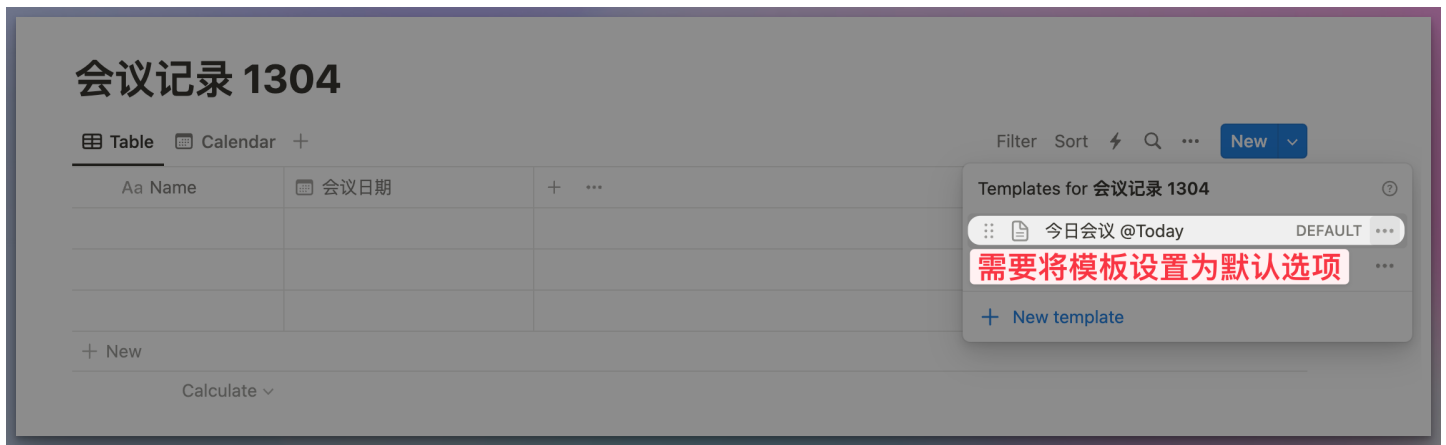 会议记录 1304
Table Calendar
Filter Sort New
Aa Name 会议日期
Templates for 会议记录 1304
今日会议 @Today DEFAULT
需要将模板设置为默认选项
New template
New
Calculate